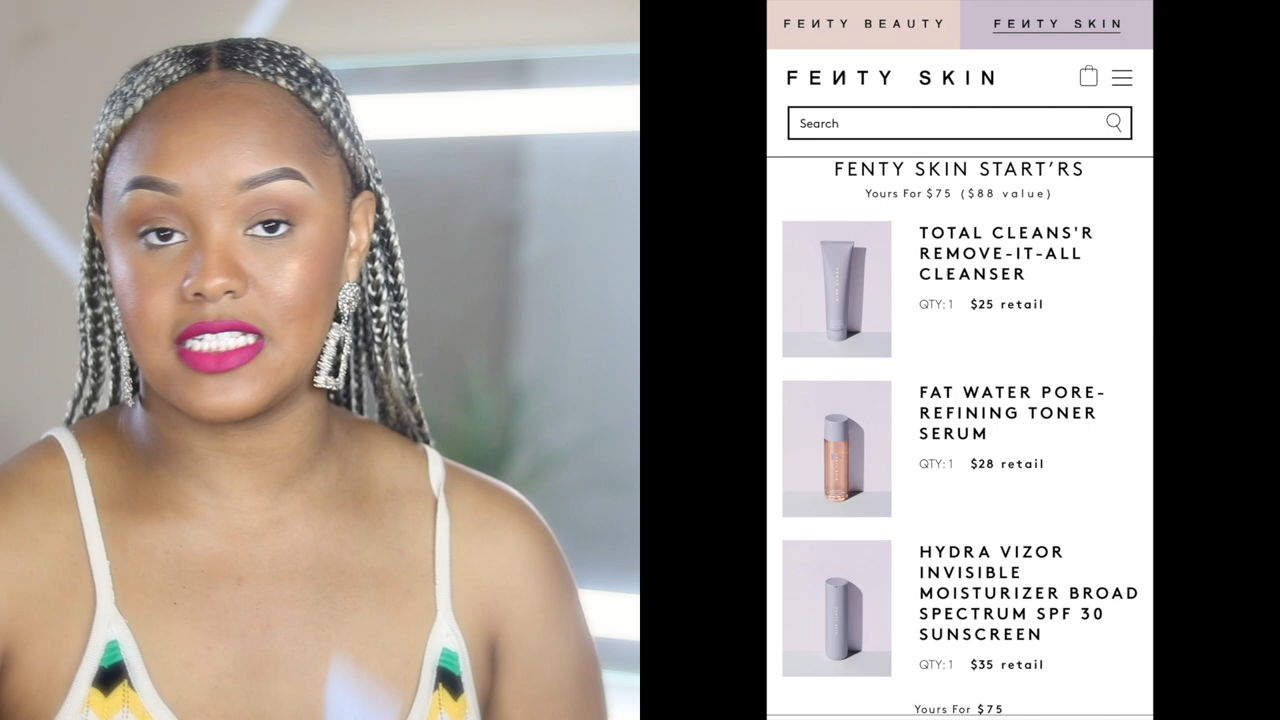 FENTY BEAUTY
FENTY SKIN
FENTY SKIN
Search
FENTY SKIN START'RS
Yours For $75 ($88 value)
TOTAL CLEANS'R
REMOVE-IT-ALL
CLEANSER
QTY: 1 $25 retail
FAT WATER PORE-
REFINING TONER
SERUM
QTY: 1 $28 retail
HYDRA VIZOR
INVISIBLE
MOISTURIZER BROAD
SPECTRUM SPF 30
SUNSCREEN
QTY: 1 $35 retail
Yours For $75